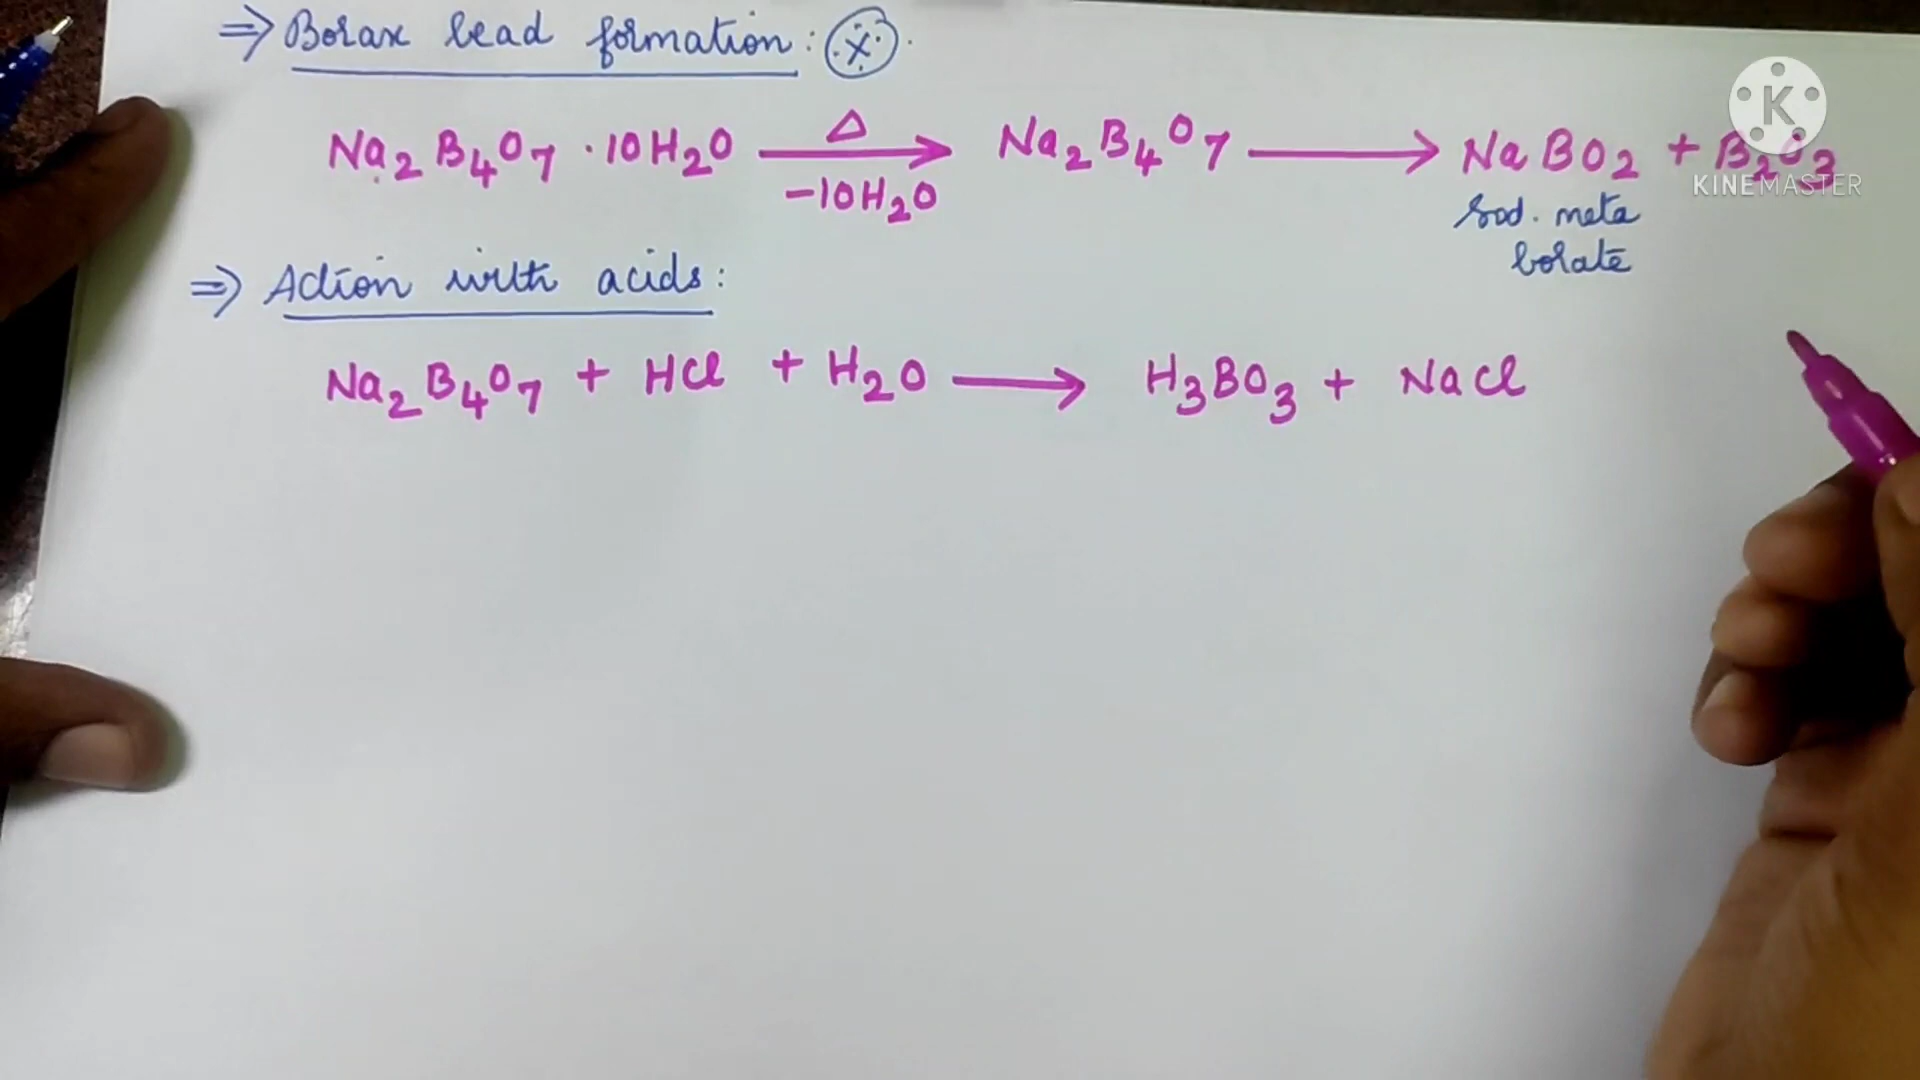 ⇒ Borax bead formation: X
Na₂B₄O₇ · 10H₂O —Δ→ Na₂B₄O₇ ⟶ NaBO₂ + B₂O₃
−10H₂O
Sod. meta
borate
⇒ Action with acids:
Na₂B₄O₇ + HCl + H₂O ⟶ H₃BO₃ + NaCl
K
KINEMASTER